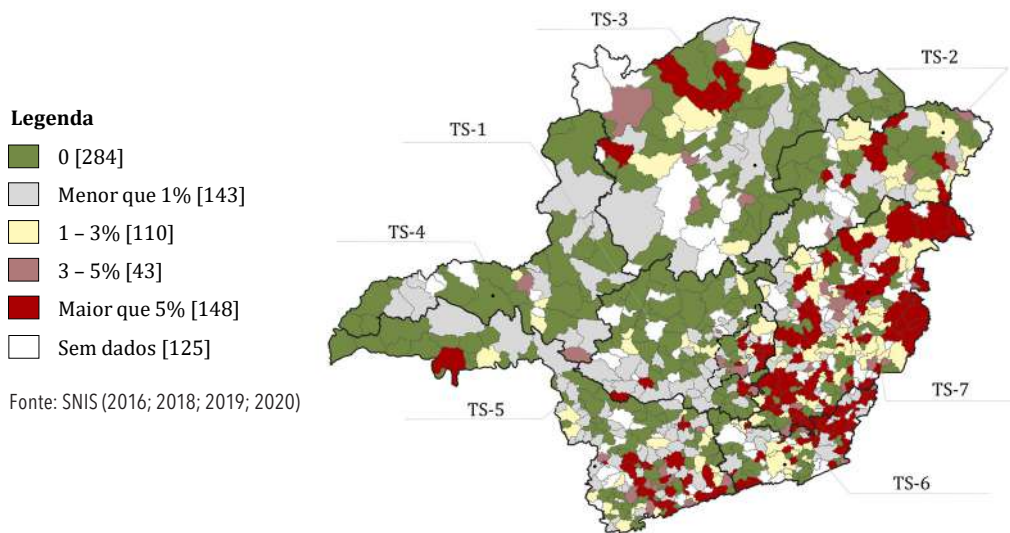 TS-3
TS-2
TS-1
TS-4
TS-5
TS-7
TS-6
Legenda
0 [284]
Menor que 1% [143]
1 – 3% [110]
3 – 5% [43]
Maior que 5% [148]
Sem dados [125]
Fonte: SNIS (2016; 2018; 2019; 2020)